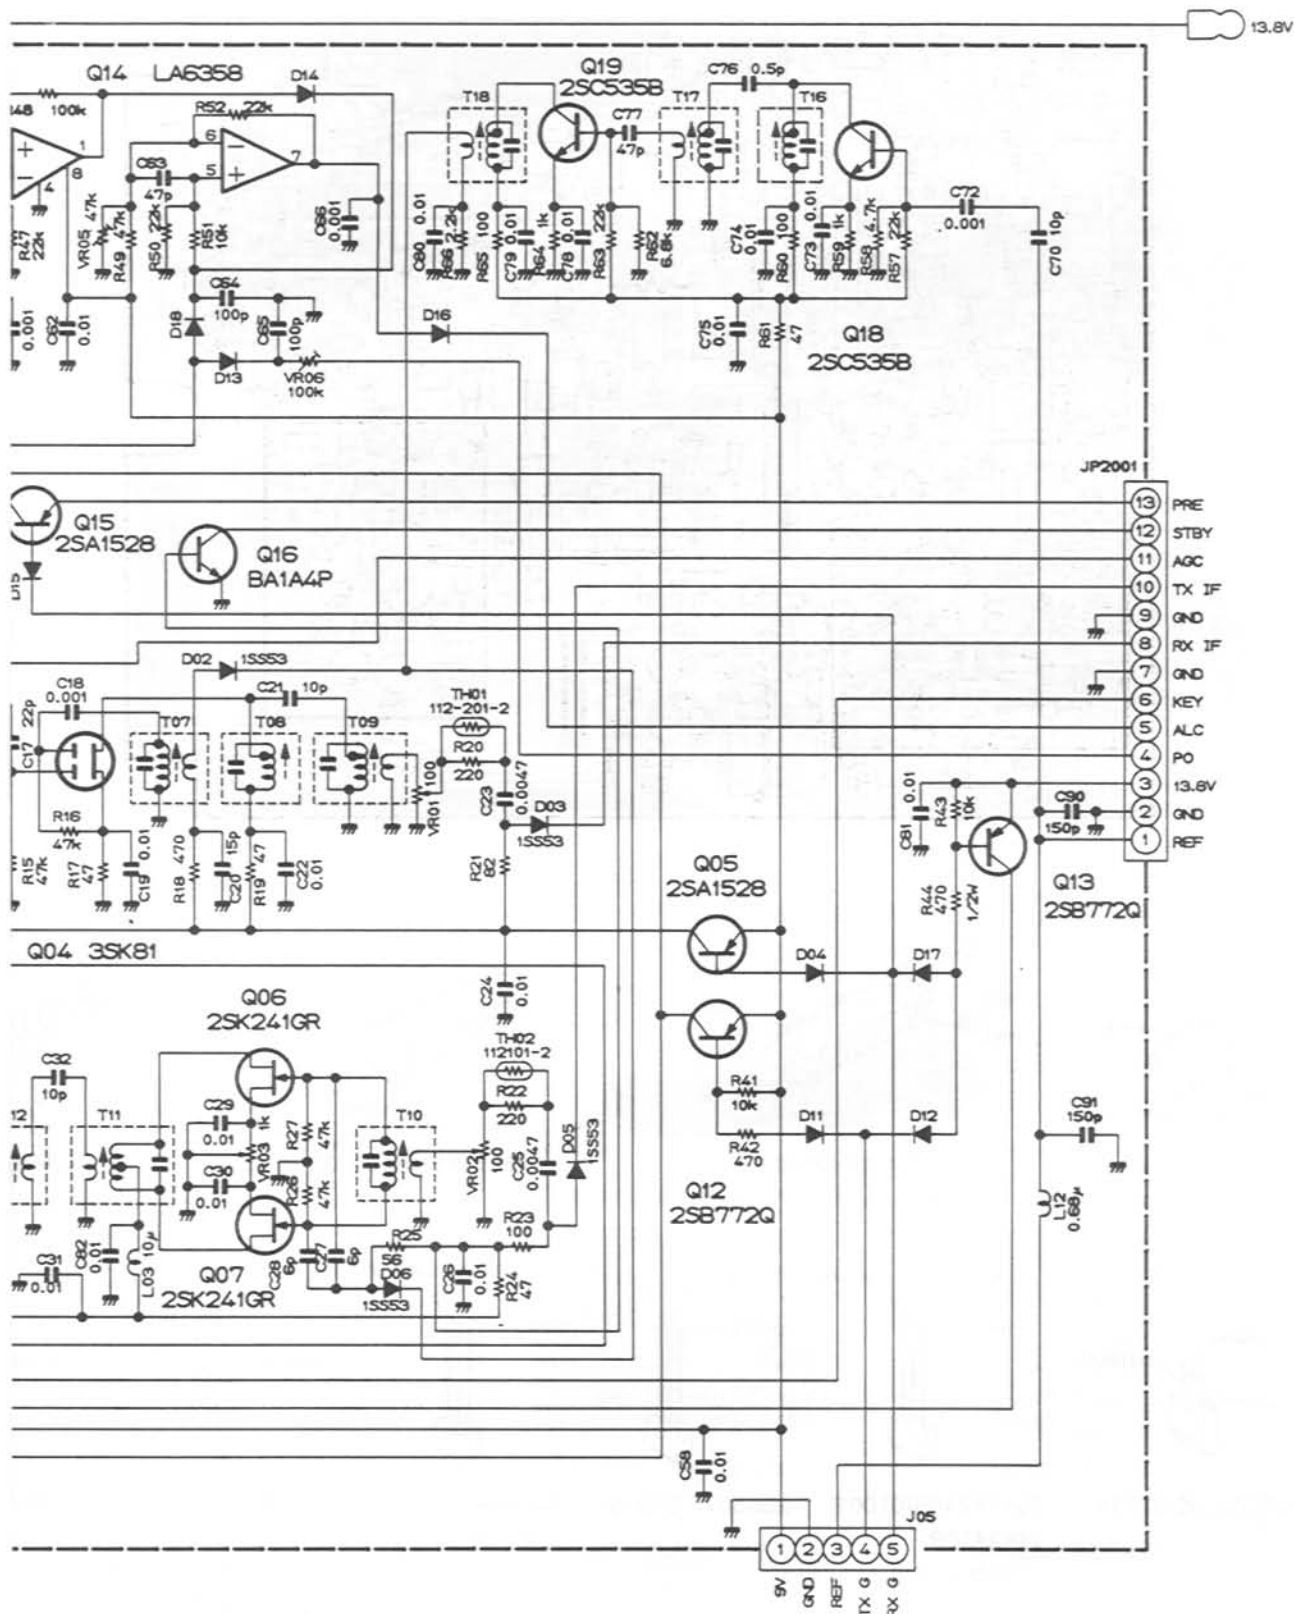 13.8V
Q14 LA6358
D14
Q19
2SC535B
C76 0.5p
100k
R52 22k
T18
C77
47p
T17
T16
6
5
7
1
8
4
C63
47p
R47
22k
VR05 47k
R49 47k
R50 22k
R51
10k
C66
0.001
C80 0.01
R66 2.2k
R65 100
C79 0.01
R64 1k
C78 0.01
R63 22k
R62
6.8k
C74
0.01
R60 100
C73 0.01
R59 1k
R58 4.7k
R57 22k
C72
0.001
C70 10p
C64
100p
C65
100p
0.001
C62
0.01
D18
D13
VR06
100k
D16
C75
0.01
R61
47
Q18
2SC535B
JP2001
Q15
2SA1528
D15
Q16
BA1A4P
13 PRE
12 STBY
11 AGC
10 TX IF
9 GND
8 RX IF
7 GND
6 KEY
5 ALC
4 PO
3 13.8V
2 GND
1 REF
D02 1SS53
C18
0.001
22p
C17
C21 10p
T07
T08
T09
TH01
112-201-2
R20
220
VR01 100
C23
0.0047
D03
1SS53
R16
47k
R15
47k
R17
47
C19 0.01
R18 470
C20 15p
R19 47
C22
0.01
R21
82
C81 0.01
R43
10k
C90
150p
R44
470
1/2W
Q13
2SB772Q
Q05
2SA1528
D04
D17
Q04 3SK81
Q06
2SK241GR
C24
0.01
TH02
112101-2
R22
220
C32
10p
12
T11
C29
0.01
1k
VR03
C30
0.01
R27
47k
R26
47k
T10
VR02
100
C25
0.0047
D05
1SS53
R41
10k
R42
470
D11
D12
C91
150p
L12
0.68μ
Q12
2SB772Q
C31
0.01
C82
0.01
L03 10μ
Q07
2SK241GR
C28
6p
C27
6p
R25
56
D06
1SS53
C26
0.01
R23
100
R24
47
C58
0.01
J05
1 2 3 4 5
9V
GND
REF
TX G
RX G